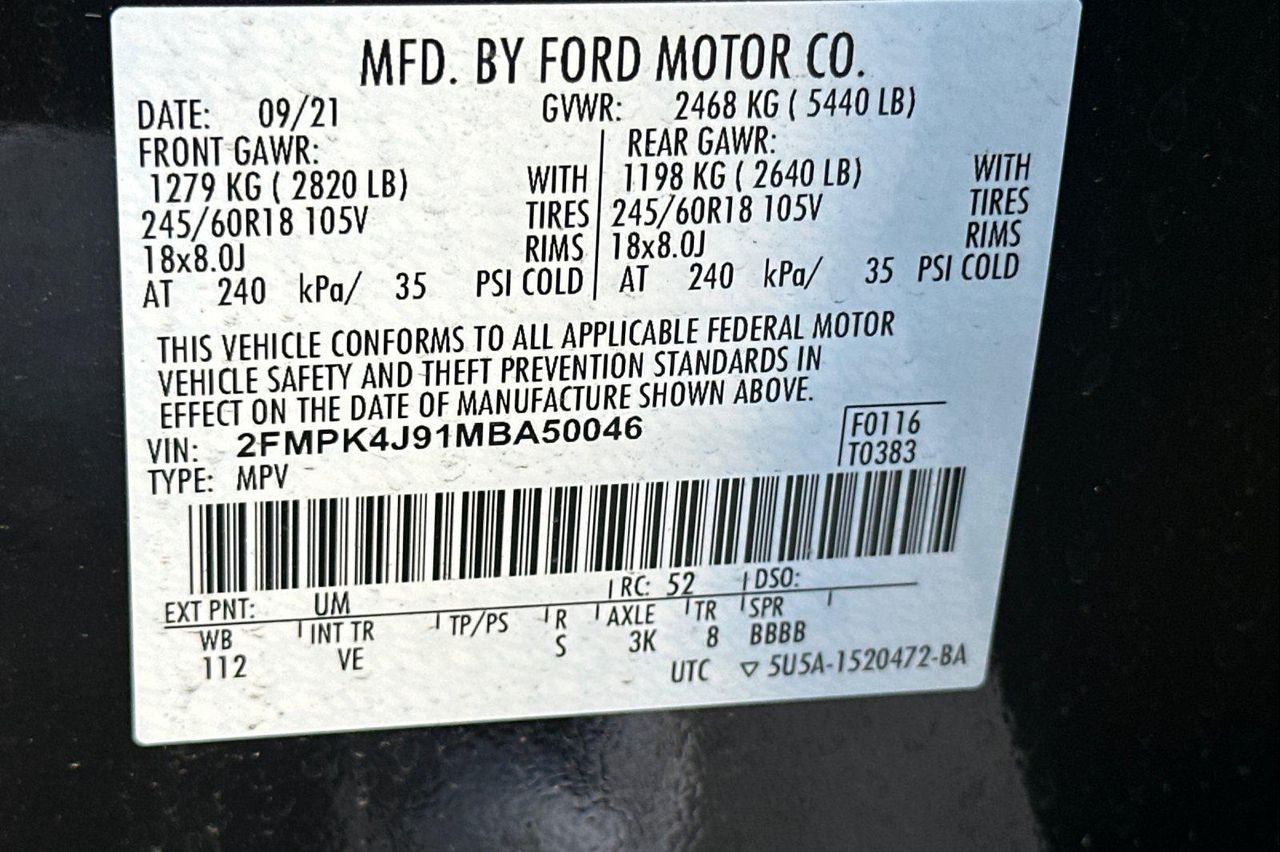 MFD. BY FORD MOTOR CO.
DATE: 09/21 GVWR: 2468 KG ( 5440 LB)
FRONT GAWR: REAR GAWR:
1279 KG ( 2820 LB) WITH 1198 KG ( 2640 LB) WITH
245/60R18 105V TIRES 245/60R18 105V TIRES
18x8.0J RIMS 18x8.0J RIMS
AT 240 kPa/ 35 PSI COLD AT 240 kPa/ 35 PSI COLD
THIS VEHICLE CONFORMS TO ALL APPLICABLE FEDERAL MOTOR
VEHICLE SAFETY AND THEFT PREVENTION STANDARDS IN
EFFECT ON THE DATE OF MANUFACTURE SHOWN ABOVE.
VIN: 2FMPK4J91MBA50046 F0116
TYPE: MPV T0383
EXT PNT: UM RC: 52 DSO:
WB INT TR TP/PS R AXLE TR SPR
112 VE S 3K 8 BBBB
UTC ▽ 5U5A-1520472-BA